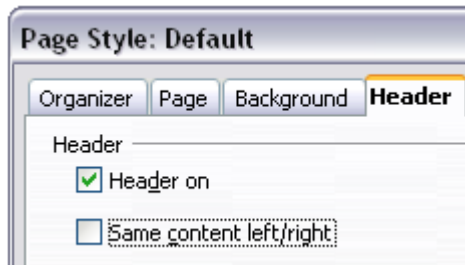 Page Style: Default
Organizer Page Background Header
Header
Header on
Same content left/right